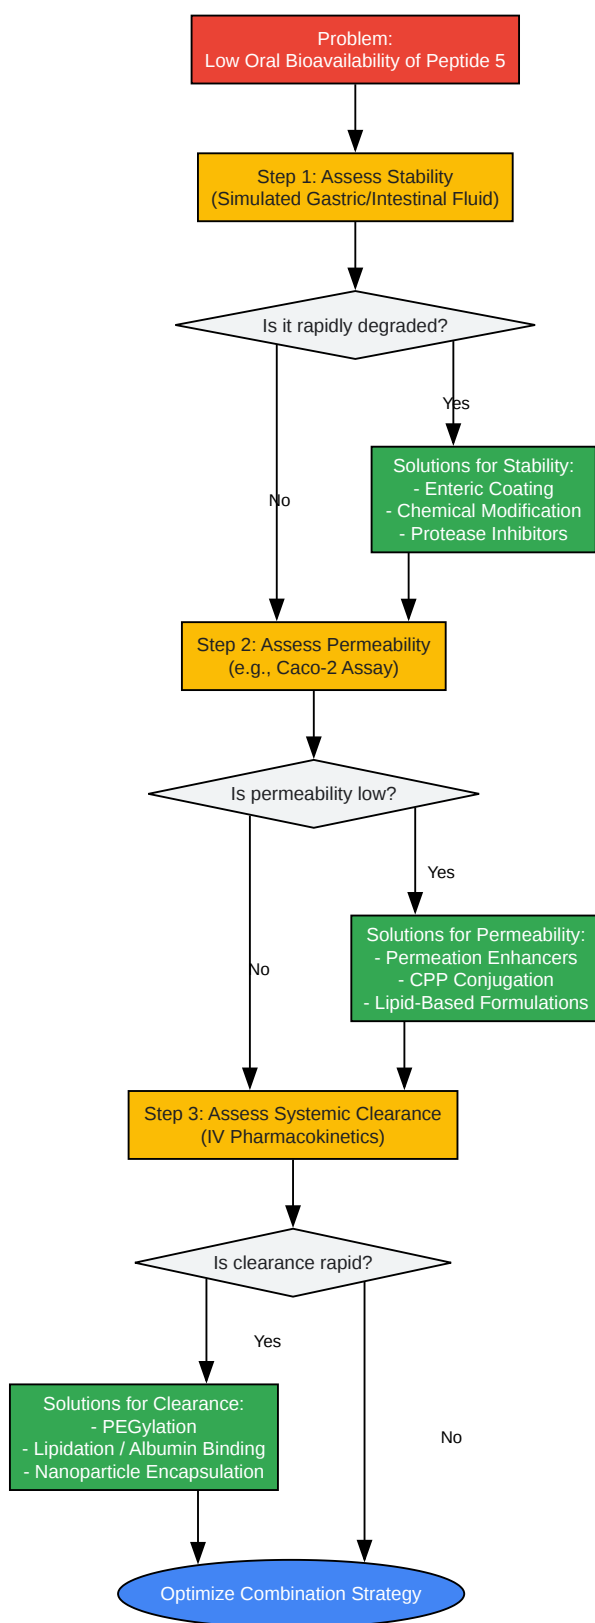 Problem:
Low Oral Bioavailability of Peptide 5
Step 1: Assess Stability
(Simulated Gastric/Intestinal Fluid)
Is it rapidly degraded?
Yes
Solutions for Stability:
- Enteric Coating
- Chemical Modification
- Protease Inhibitors
No
Step 2: Assess Permeability
(e.g., Caco-2 Assay)
Is permeability low?
Yes
Solutions for Permeability:
- Permeation Enhancers
- CPP Conjugation
- Lipid-Based Formulations
No
Step 3: Assess Systemic Clearance
(IV Pharmacokinetics)
Is clearance rapid?
Yes
Solutions for Clearance:
- PEGylation
- Lipidation / Albumin Binding
- Nanoparticle Encapsulation
No
Optimize Combination Strategy